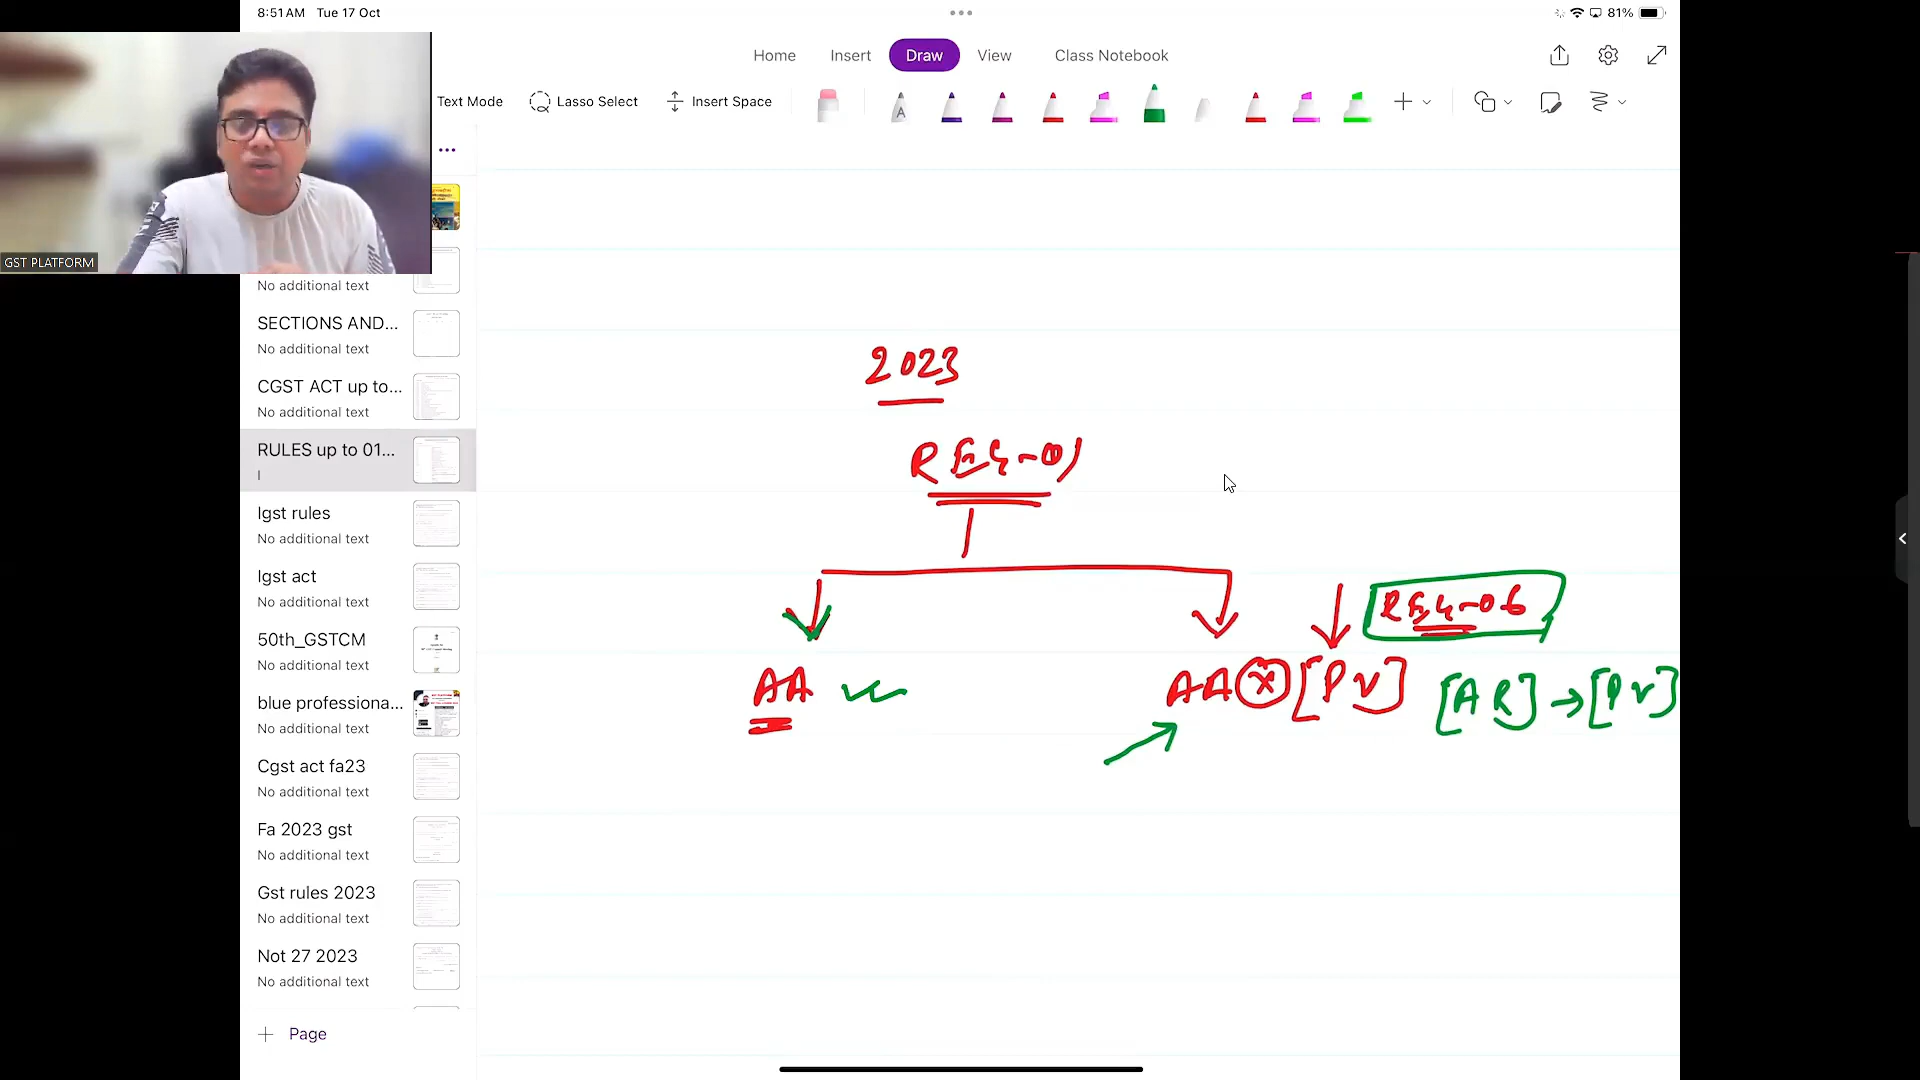 8:51 AM Tue 17 Oct
81%
Home Insert Draw View Class Notebook
Text Mode Lasso Select Insert Space
A
GST PLATFORM
No additional text
SECTIONS AND...
No additional text
CGST ACT up to...
No additional text
RULES up to 01...
I
Igst rules
No additional text
Igst act
No additional text
50th_GSTCM
No additional text
blue professiona...
No additional text
Cgst act fa23
No additional text
Fa 2023 gst
No additional text
Gst rules 2023
No additional text
Not 27 2023
No additional text
Page
2023
REG-01
REG-06
AA AA X [PV] [AR] → [PV]